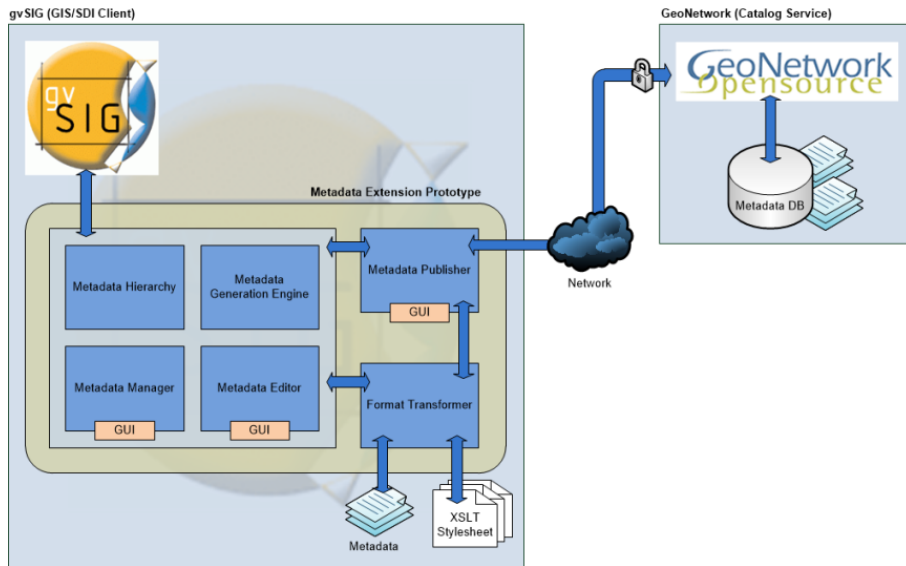 gvSIG (GIS/SDI Client)
GeoNetwork (Catalog Service)
gv
SIG
GeoNetwork
Opensource
Metadata Extension Prototype
Metadata DB
Metadata Hierarchy
Metadata
Generation Engine
Metadata Publisher
GUI
Network
Metadata Manager
GUI
Metadata Editor
GUI
Format Transformer
Metadata
XSLT
Stylesheet